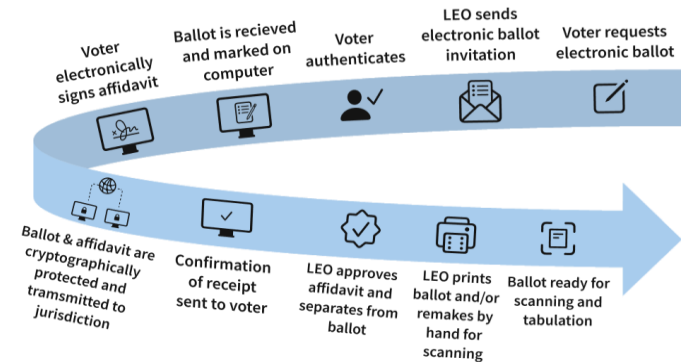 Voter
electronically
signs affidavit
Ballot is recieved
and marked on
computer
Voter
authenticates
LEO sends
electronic ballot
invitation
Voter requests
electronic ballot
Ballot & affidavit are
cryptographically
protected and
tramsmitted to
jurisdiction
Confirmation
of receipt
sent to voter
LEO approves
affidavit and
separates from
ballot
LEO prints
ballot and/or
remakes by
hand for
scanning
Ballot ready for
scanning and
tabulation